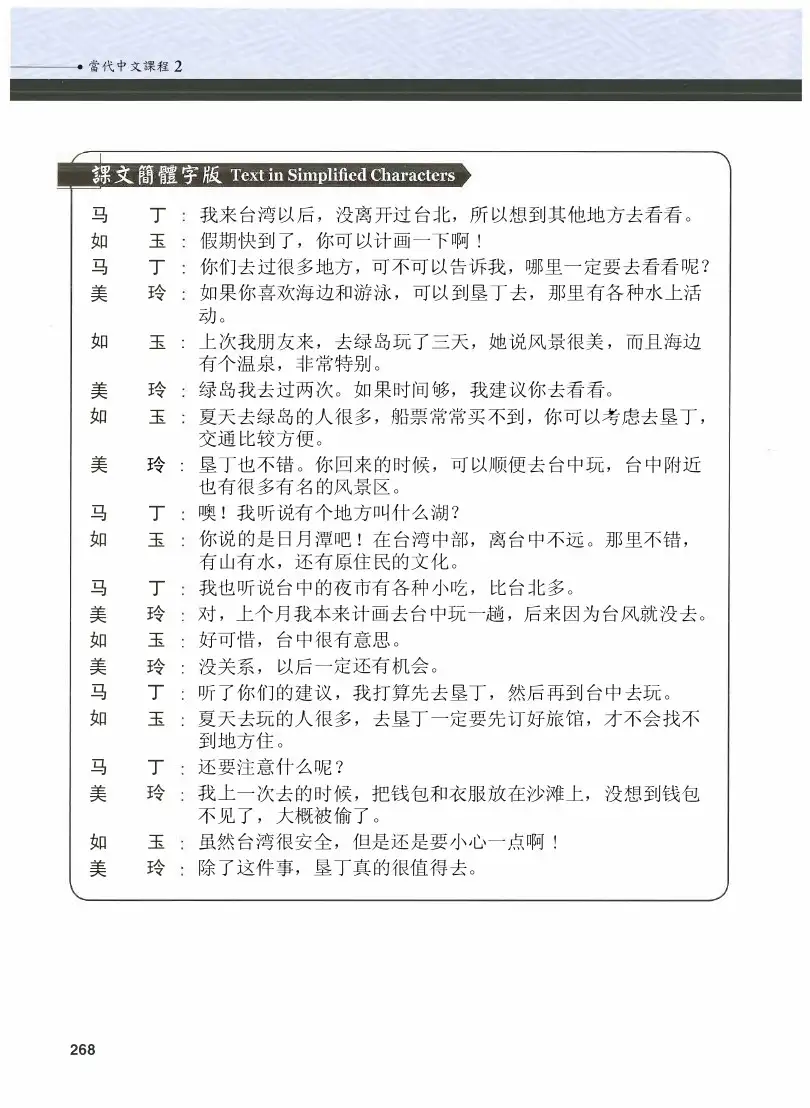 當代中文課程 2
課文簡體字版 Text in Simplified Characters
马丁：我来台湾以后，没离开过台北，所以想到其他地方去看看。
如玉：假期快到了，你可以计画一下啊！
马丁：你们去过很多地方，可不可以告诉我，哪里一定要去看看呢？
美玲：如果你喜欢海边和游泳，可以到垦丁去，那里有各种水上活
动。
如玉：上次我朋友来，去绿岛玩了三天，她说风景很美，而且海边
有个温泉，非常特别。
美玲：绿岛我去过两次。如果时间够，我建议你去看看。
如玉：夏天去绿岛的人很多，船票常常买不到，你可以考虑去垦丁，
交通比较方便。
美玲：垦丁也不错。你回来的时候，可以顺便去台中玩，台中附近
也有很多有名的风景区。
马丁：噢！我听说有个地方叫什么湖？
如玉：你说的是日月潭吧！在台湾中部，离台中不远。那里不错，
有山有水，还有原住民的文化。
马丁：我也听说台中的夜市有各种小吃，比台北多。
美玲：对，上个月我本来计画去台中玩一趟，后来因为台风就没去。
如玉：好可惜，台中很有意思。
美玲：没关系，以后一定还有机会。
马丁：听了你们的建议，我打算先去垦丁，然后再到台中去玩。
如玉：夏天去玩的人很多，去垦丁一定要先订好旅馆，才不会找不
到地方住。
马丁：还要注意什么呢？
美玲：我上一次去的时候，把钱包和衣服放在沙滩上，没想到钱包
不见了，大概被偷了。
如玉：虽然台湾很安全，但是还是要小心一点啊！
美玲：除了这件事，垦丁真的很值得去。
268